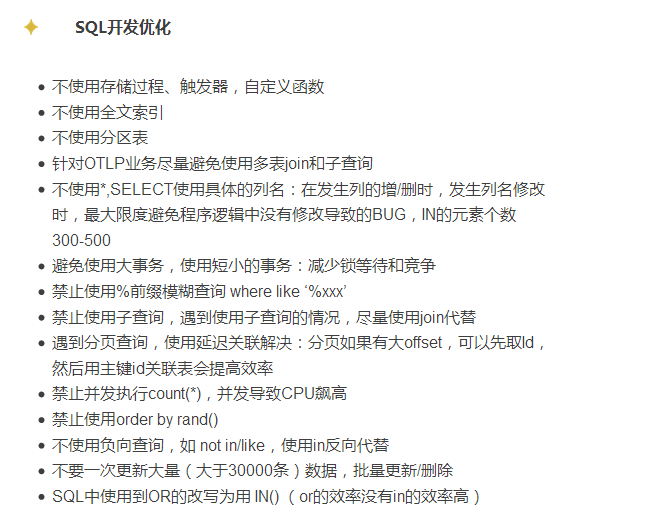 SQL开发优化
不使用存储过程、触发器，自定义函数
不使用全文索引
不使用分区表
针对OTLP业务尽量避免使用多表join和子查询
不使用*,SELECT使用具体的列名：在发生列的增/删时，发生列名修改
时，最大限度避免程序逻辑中没有修改导致的BUG，IN的元素个数
300-500
避免使用大事务，使用短小的事务：减少锁等待和竞争
禁止使用%前缀模糊查询 where like ‘%xxx’
禁止使用子查询，遇到使用子查询的情况，尽量使用join代替
遇到分页查询，使用延迟关联解决：分页如果有大offset，可以先取Id，
然后用主键id关联表会提高效率
禁止并发执行count(*)，并发导致CPU飙高
禁止使用order by rand()
不使用负向查询，如 not in/like，使用in反向代替
不要一次更新大量（大于30000条）数据，批量更新/删除
SQL中使用到OR的改写为用 IN() （or的效率没有in的效率高）